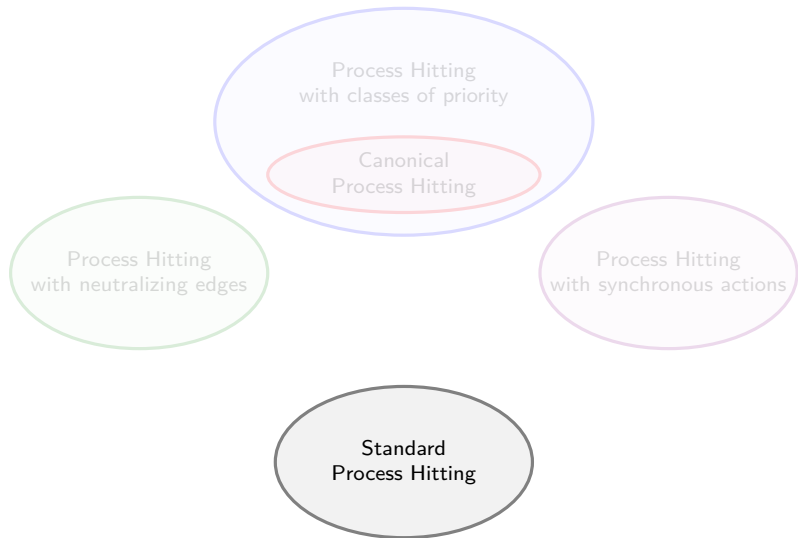 Process Hitting
with classes of priority
Canonical
Process Hitting
Process Hitting
with neutralizing edges
Process Hitting
with synchronous actions
Standard
Process Hitting